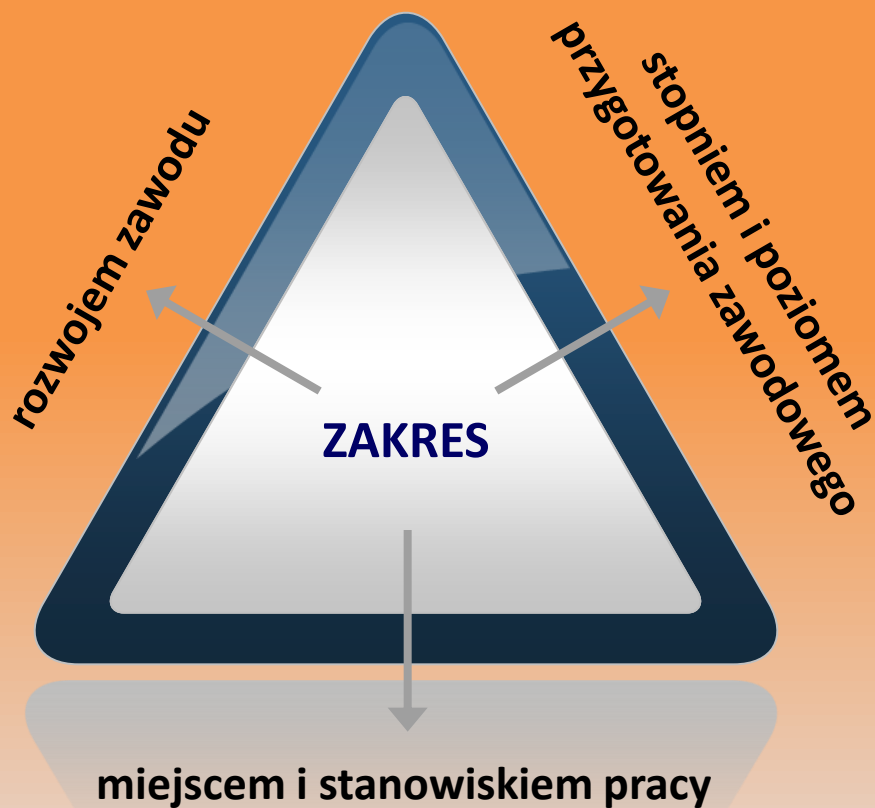 rozwojem zawodu
stopniem i poziomem
przygotowania zawodowego
ZAKRES
miejscem i stanowiskiem pracy